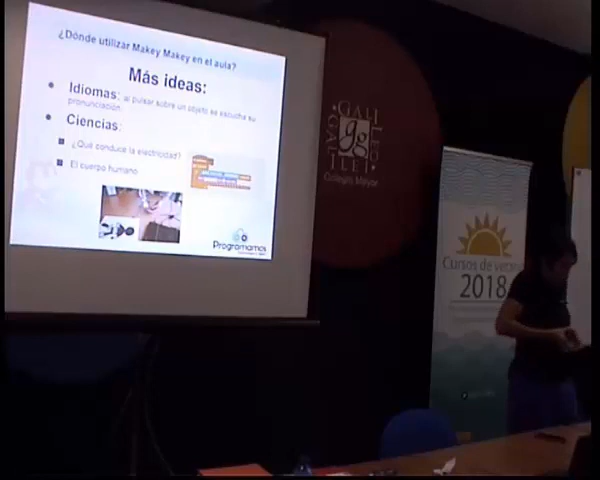 ¿Dónde utilizar Makey Makey en el aula?
Más ideas:
Idiomas: al pulsar sobre un objeto se escucha su
pronunciación.
Ciencias:
¿Qué conduce la electricidad?
El cuerpo humano
Programamos
GALILEO
GALILEI
Colegio Mayor
Cursos de verano
2018